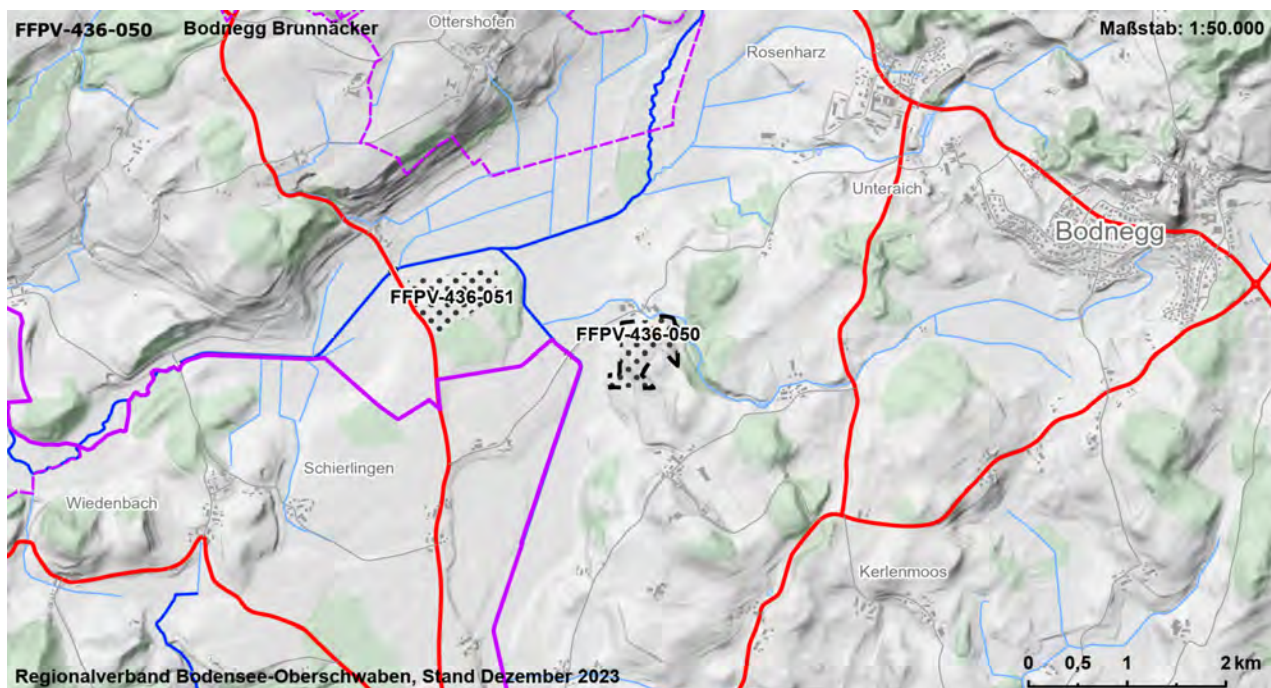 FFPV-436-050 Bodnegg Brunnäcker
Maßstab: 1:50.000
Ottershofen
Rosenharz
Unteraich
Bodnegg
FFPV-436-051
FFPV-436-050
Schierlingen
Wiedenbach
Kerlenmoos
Regionalverband Bodensee-Oberschwaben, Stand Dezember 2023
0 0,5 1 2 km